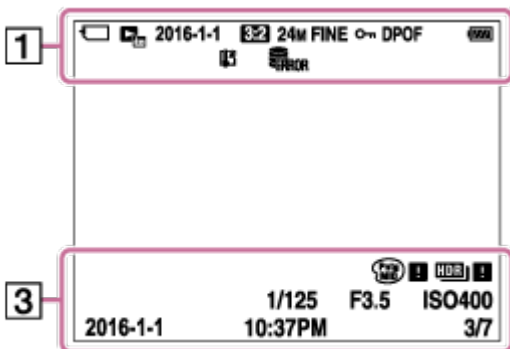 1
2016-1-1 3:2 24M FINE DPOF
ERROR
HDR
1/125 F3.5 ISO400
3
2016-1-1 10:37PM 3/7